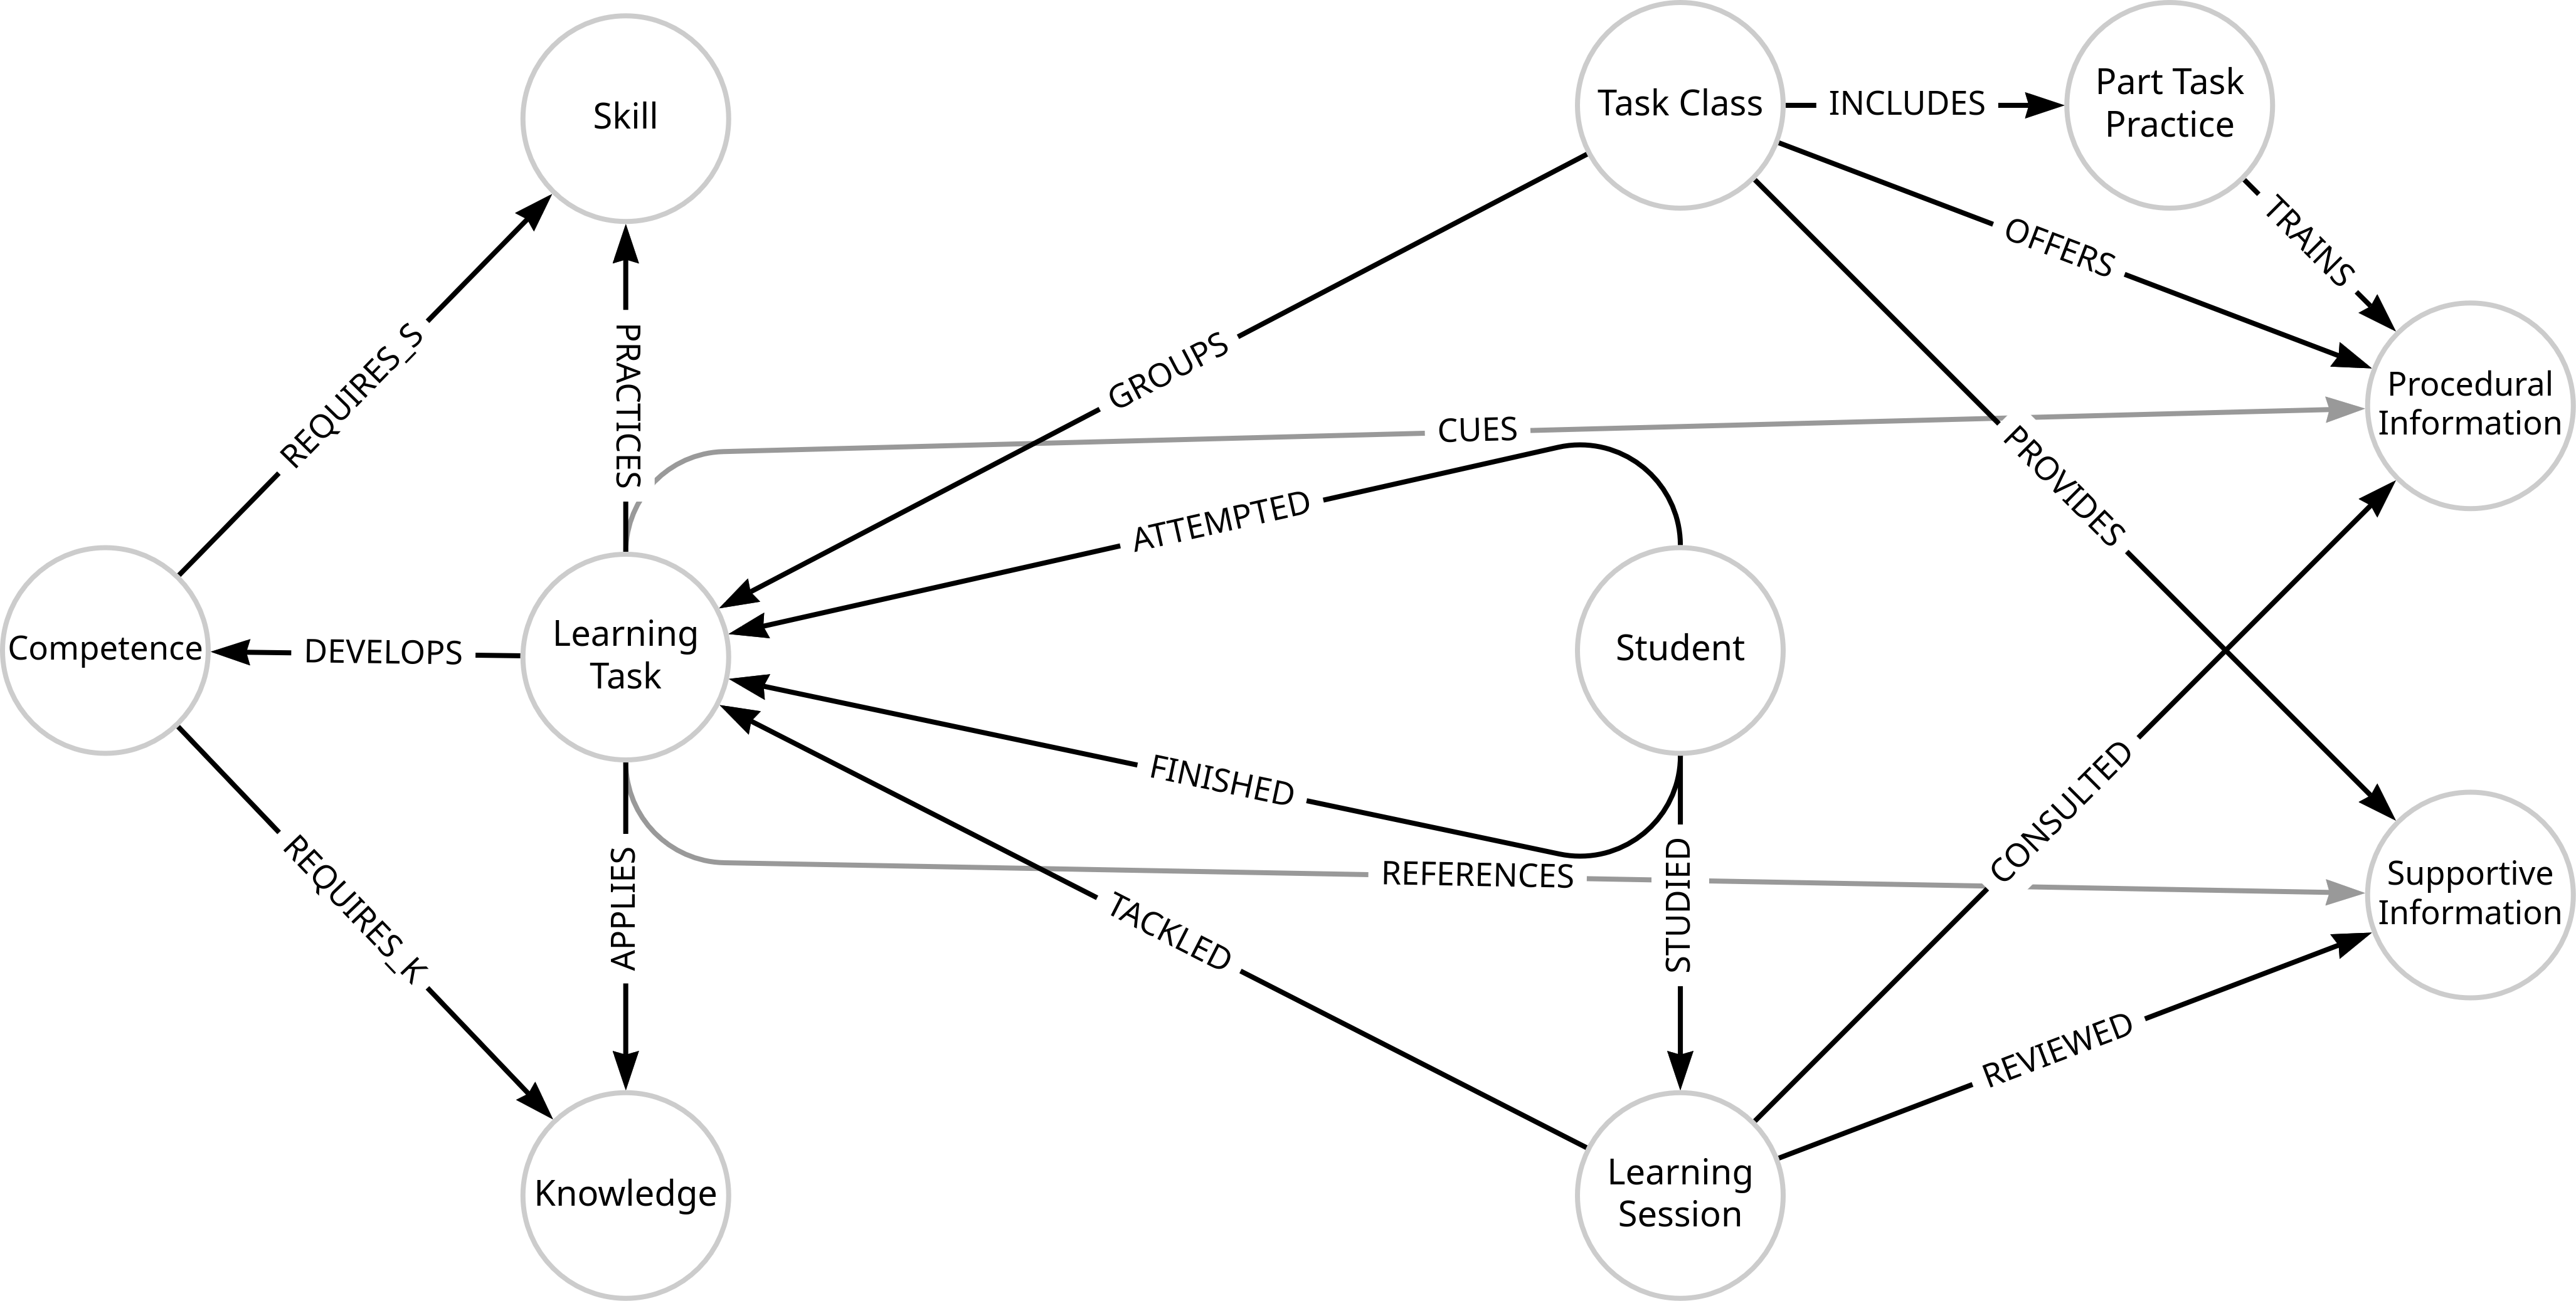 Skill
Task Class
INCLUDES
Part Task
Practice
TRAINS
OFFERS
REQUIRES_S
PRACTICES
GROUPS
CUES
PROVIDES
Procedural
Information
ATTEMPTED
Competence
DEVELOPS
Learning
Task
Student
FINISHED
CONSULTED
REQUIRES_K
APPLIES
REFERENCES
STUDIED
TACKLED
Supportive
Information
REVIEWED
Knowledge
Learning
Session